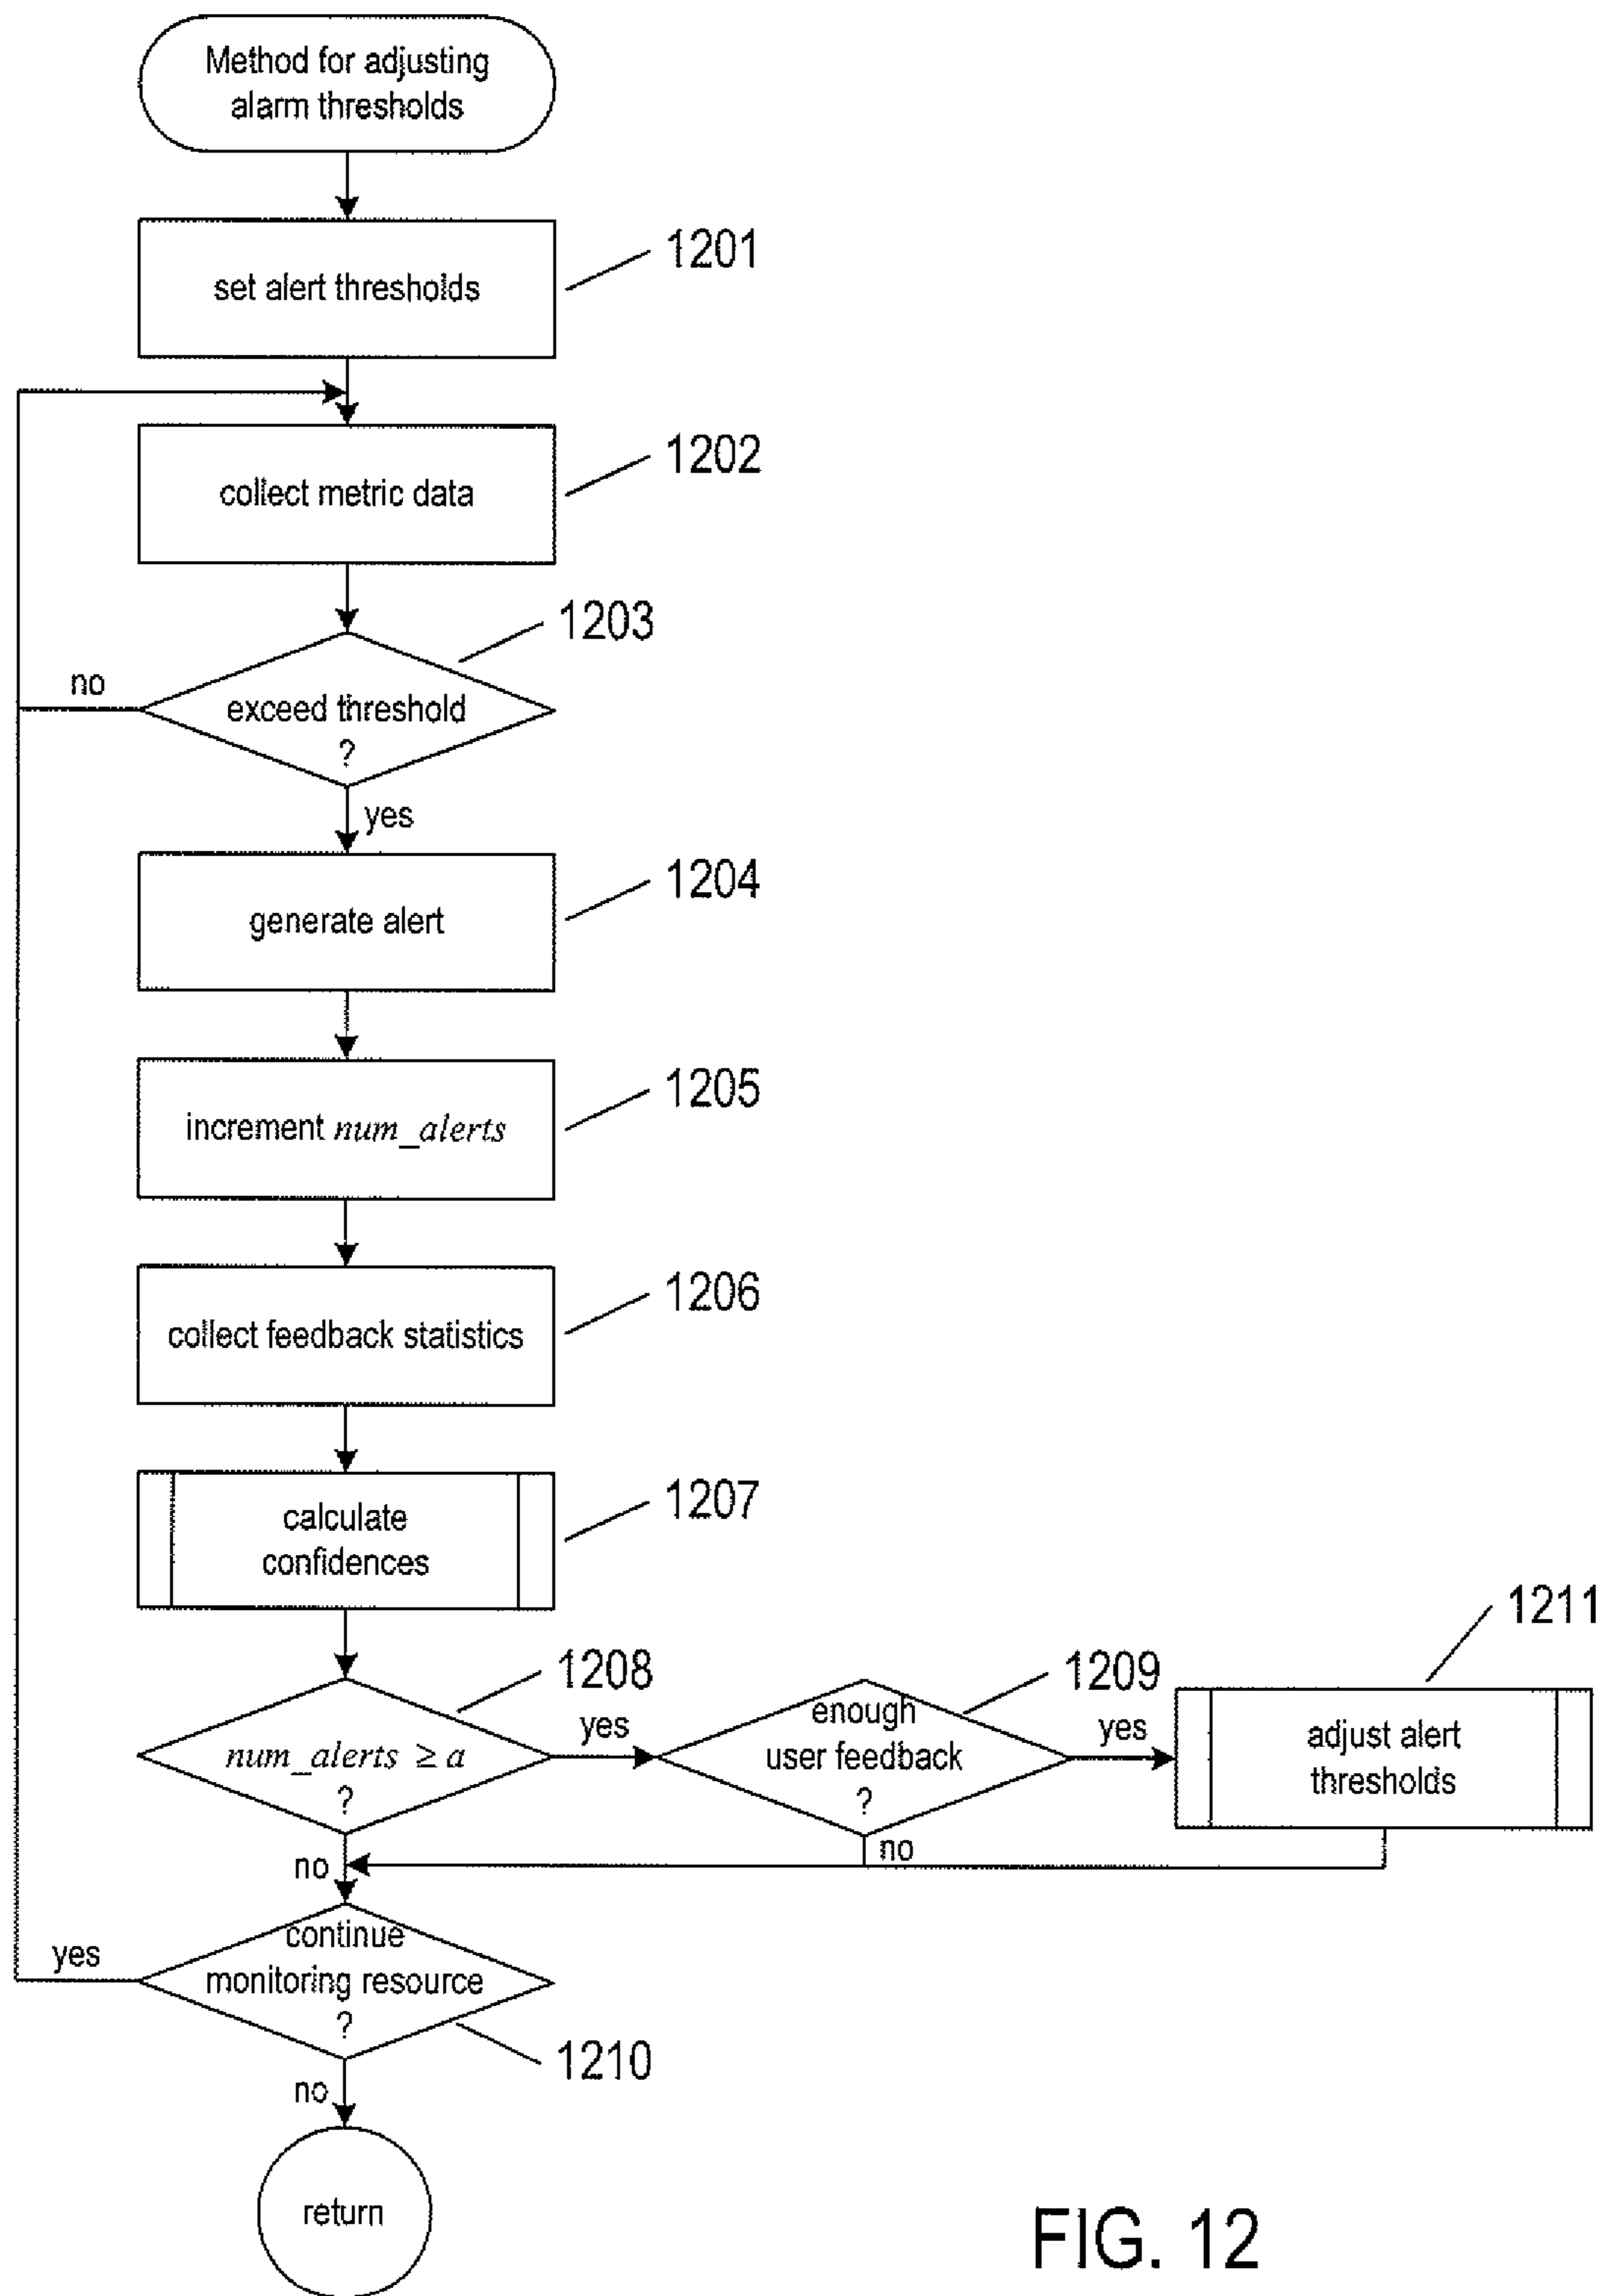 Method for adjusting
alarm thresholds
set alert thresholds
1201
collect metric data
1202
1203
exceed threshold
?
no
yes
generate alert
1204
increment num_alerts
1205
collect feedback statistics
1206
calculate
confidences
1207
1208
num_alerts ≥ a
?
yes
no
1209
enough
user feedback
?
yes
no
1211
adjust alert
thresholds
continue
monitoring resource
?
yes
1210
no
return
FIG. 12